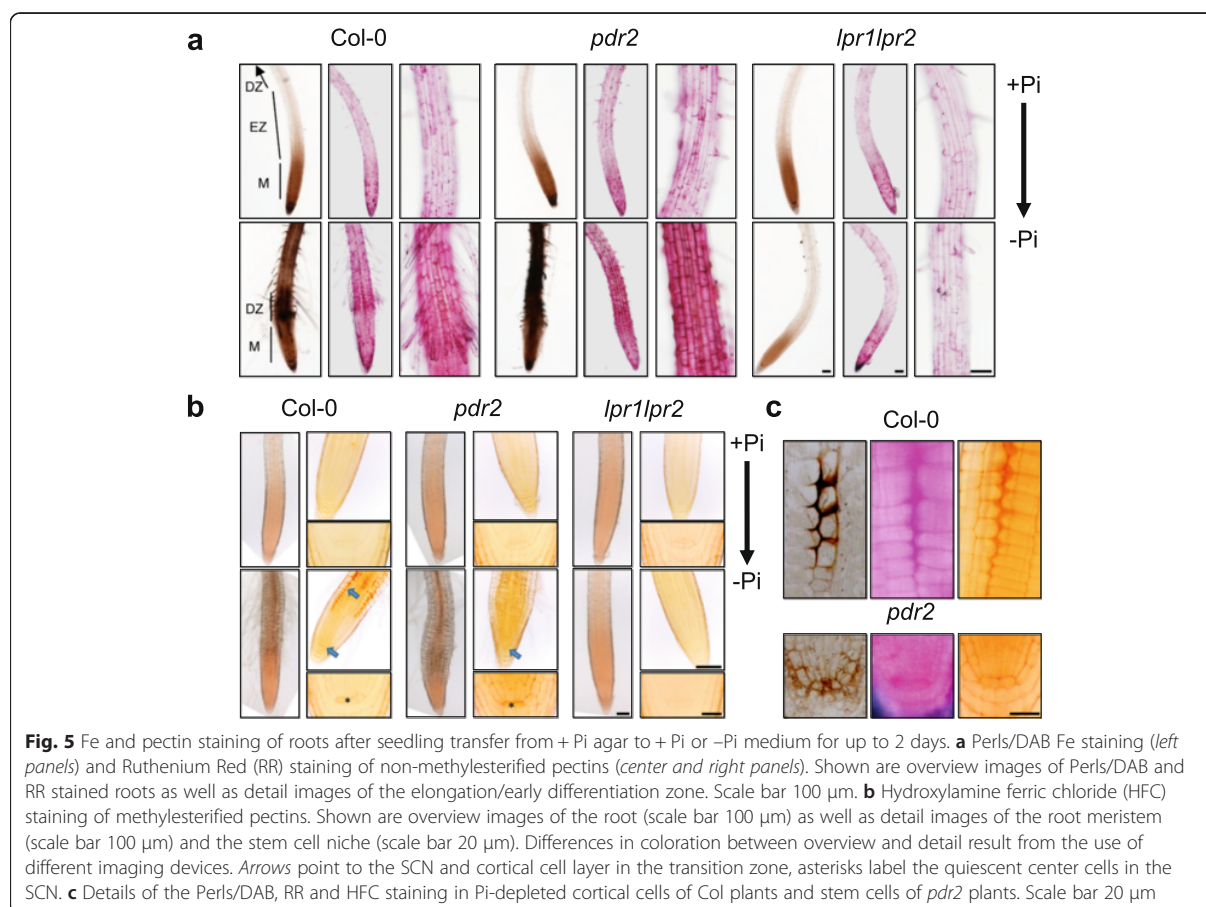 a
Col-0 pdr2 lpr1lpr2
DZ
EZ
M
+Pi
-Pi
DZ
M
b
Col-0 pdr2 lpr1lpr2
+Pi
-Pi
c
Col-0
pdr2
Fig. 5 Fe and pectin staining of roots after seedling transfer from + Pi agar to + Pi or –Pi medium for up to 2 days. a Perls/DAB Fe staining (left
panels) and Ruthenium Red (RR) staining of non-methylesterified pectins (center and right panels). Shown are overview images of Perls/DAB and
RR stained roots as well as detail images of the elongation/early differentiation zone. Scale bar 100 μm. b Hydroxylamine ferric chloride (HFC)
staining of methylesterified pectins. Shown are overview images of the root (scale bar 100 μm) as well as detail images of the root meristem
(scale bar 100 μm) and the stem cell niche (scale bar 20 μm). Differences in coloration between overview and detail result from the use of
different imaging devices. Arrows point to the SCN and cortical cell layer in the transition zone, asterisks label the quiescent center cells in the
SCN. c Details of the Perls/DAB, RR and HFC staining in Pi-depleted cortical cells of Col plants and stem cells of pdr2 plants. Scale bar 20 μm